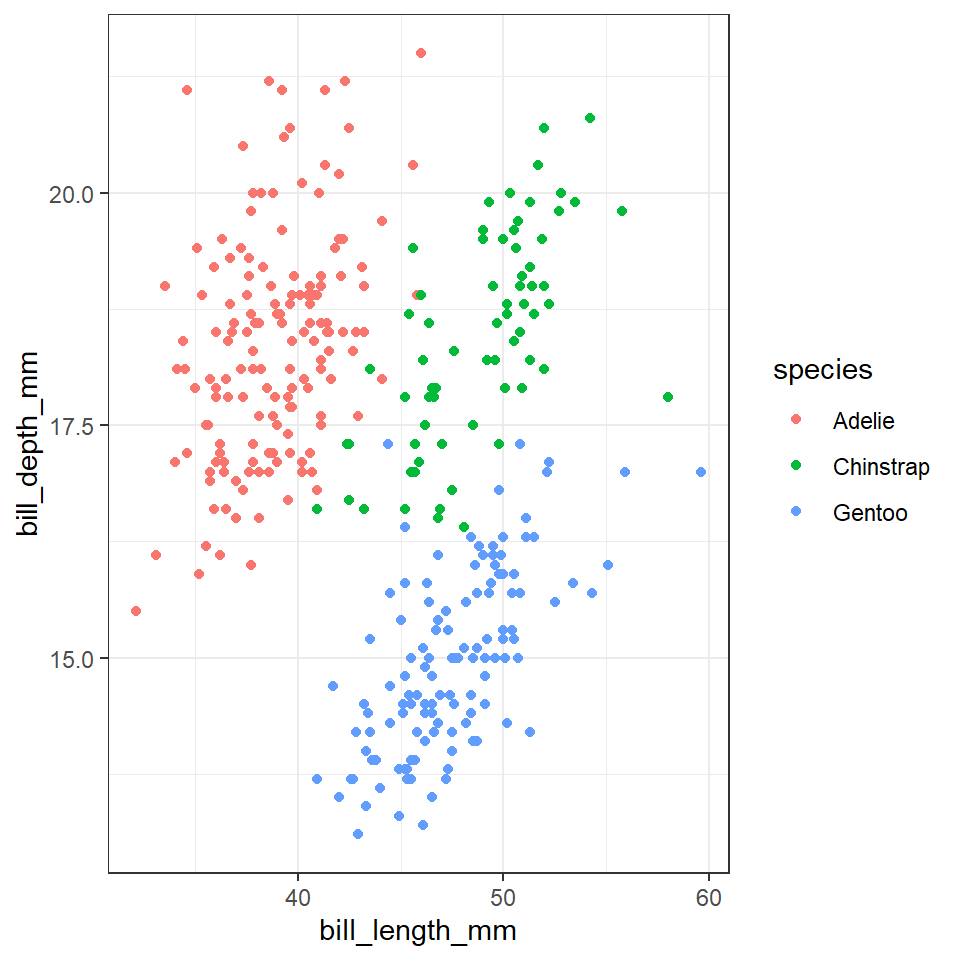 20.0
17.5
15.0
bill_depth_mm
40 50 60
bill_length_mm
species
Adelie
Chinstrap
Gentoo